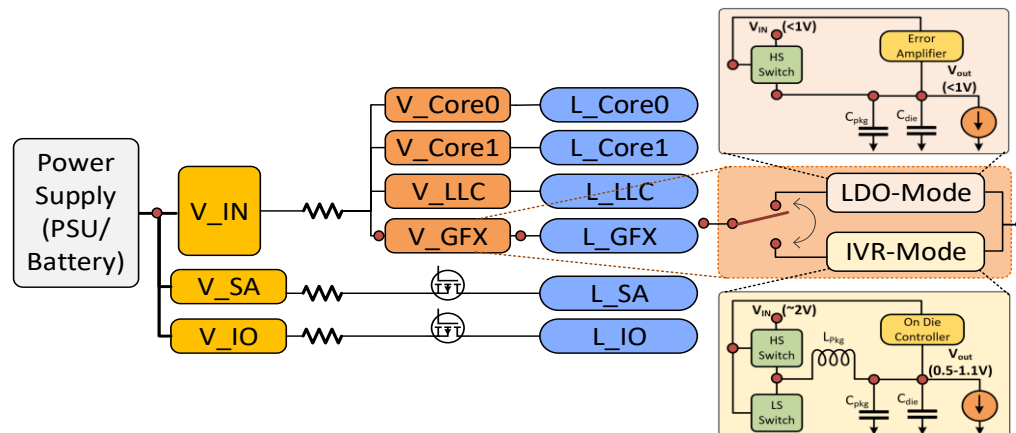 Power
Supply
(PSU/
Battery)
V_IN
V_SA
V_IO
V_Core0
V_Core1
V_LLC
V_GFX
L_Core0
L_Core1
L_LLC
L_GFX
L_SA
L_IO
V_IN (<1V)
HS
Switch
Error
Amplifier
V_out
(<1V)
C_pkg
C_die
LDO-Mode
IVR-Mode
V_IN (~2V)
HS
Switch
LS
Switch
L_Pkg
On Die
Controller
V_out
(0.5-1.1V)
C_pkg
C_die